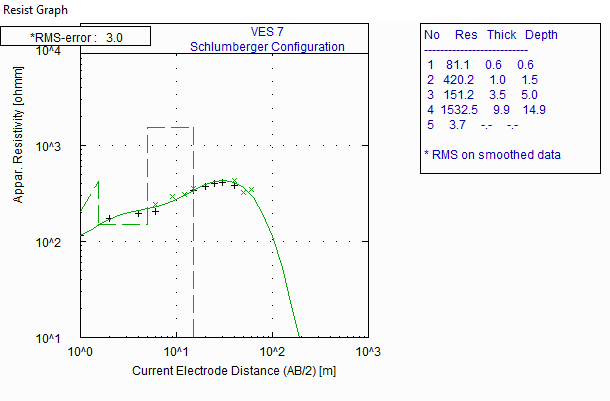 Resist Graph
*RMS-error : 3.0
VES 7
Schlumberger Configuration
10^4
10^3
10^2
10^1
Appar. Resistivity [ohmm]
10^0 10^1 10^2 10^3
Current Electrode Distance (AB/2) [m]
No Res Thick Depth
---------------------------
1 81.1 0.6 0.6
2 420.2 1.0 1.5
3 151.2 3.5 5.0
4 1532.5 9.9 14.9
5 3.7 -.- -.-
* RMS on smoothed data